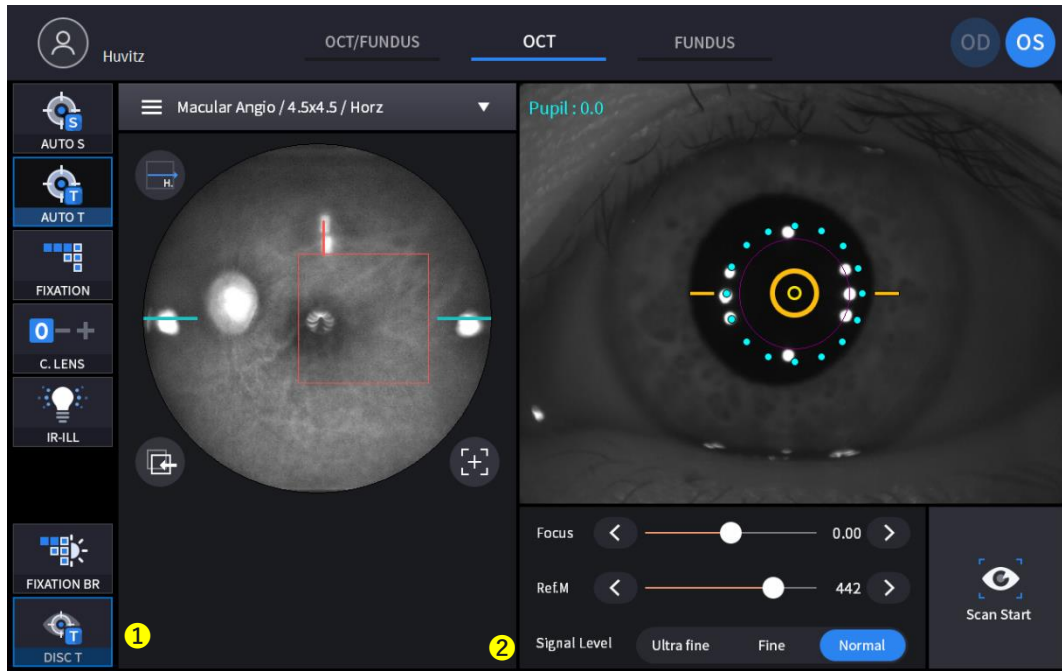 Huvitz
OCT/FUNDUS
OCT
FUNDUS
OD
OS
S
AUTO S
T
AUTO T
FIXATION
0 - +
C. LENS
IR-ILL
FIXATION BR
T
DISC T
Macular Angio / 4.5x4.5 / Horz
H.
Pupil : 0.0
Focus
0.00
Ref.M
442
Signal Level
Ultra fine
Fine
Normal
Scan Start
1
2